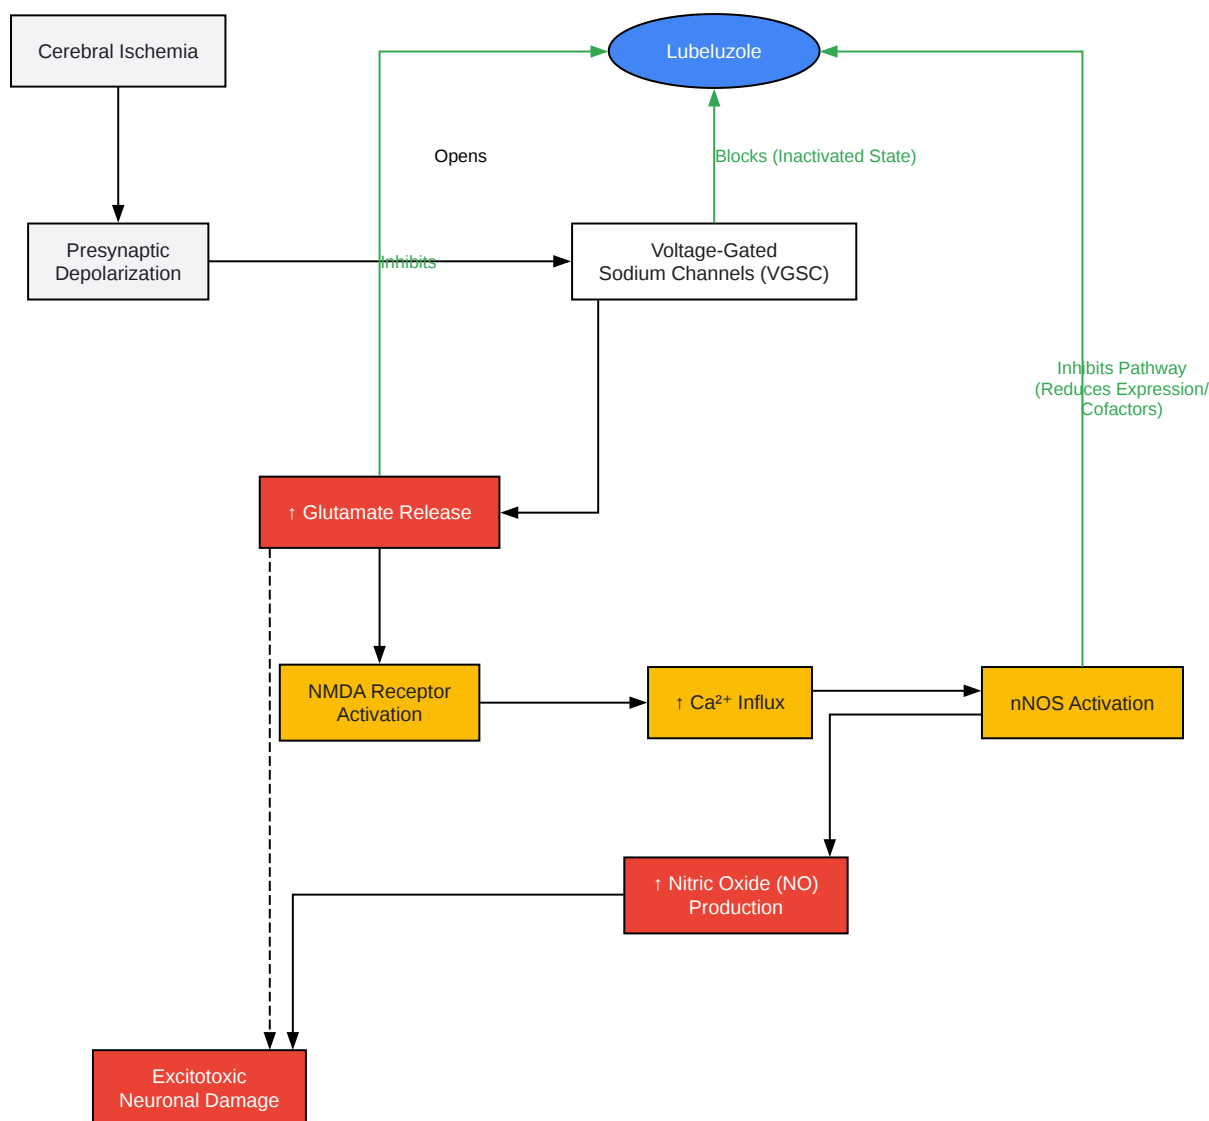 Cerebral Ischemia
Lubeluzole
Opens
Blocks (Inactivated State)
Presynaptic
Depolarization
Inhibits
Voltage-Gated
Sodium Channels (VGSC)
Inhibits Pathway
(Reduces Expression/
Cofactors)
↑ Glutamate Release
NMDA Receptor
Activation
↑ Ca²⁺ Influx
nNOS Activation
↑ Nitric Oxide (NO)
Production
Excitotoxic
Neuronal Damage